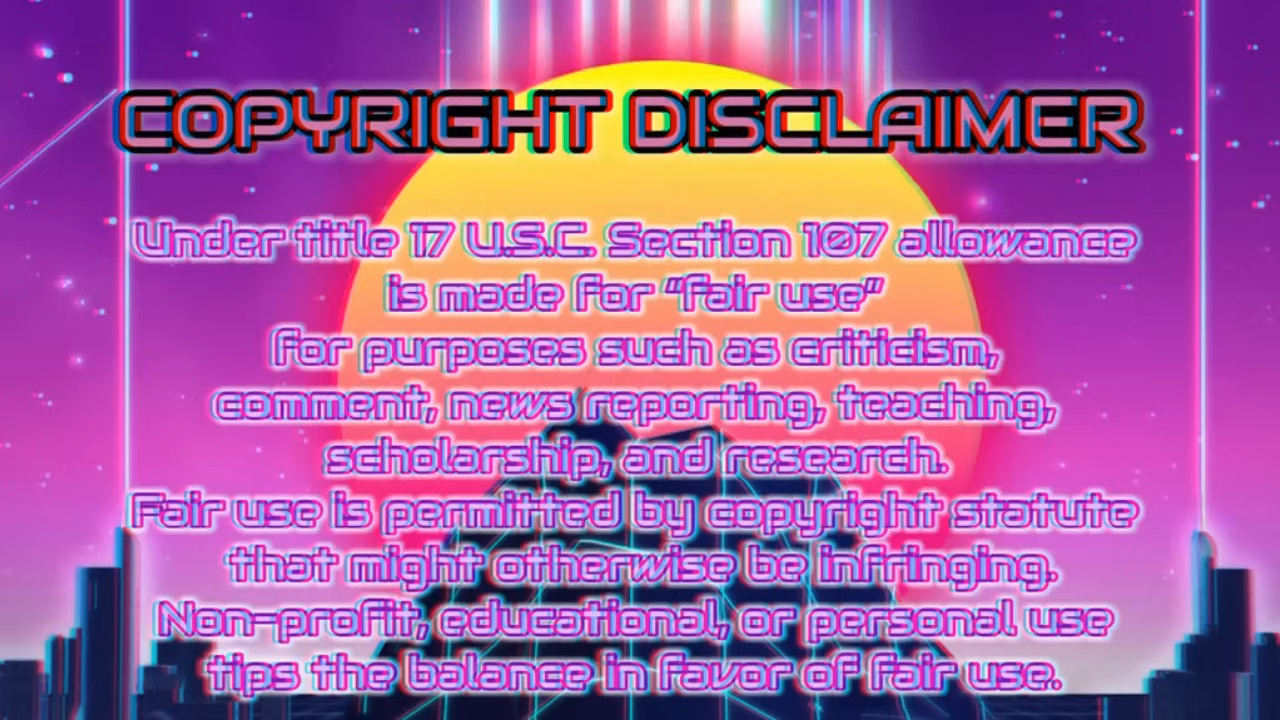 COPYRIGHT DISCLAIMER
Under title 17 U.S.C. Section 107 allowance
is made for “fair use”
for purposes such as criticism,
comment, news reporting, teaching,
scholarship, and research.
Fair use is permitted by copyright statute
that might otherwise be infringing.
Non-profit, educational, or personal use
tips the balance in favor of fair use.